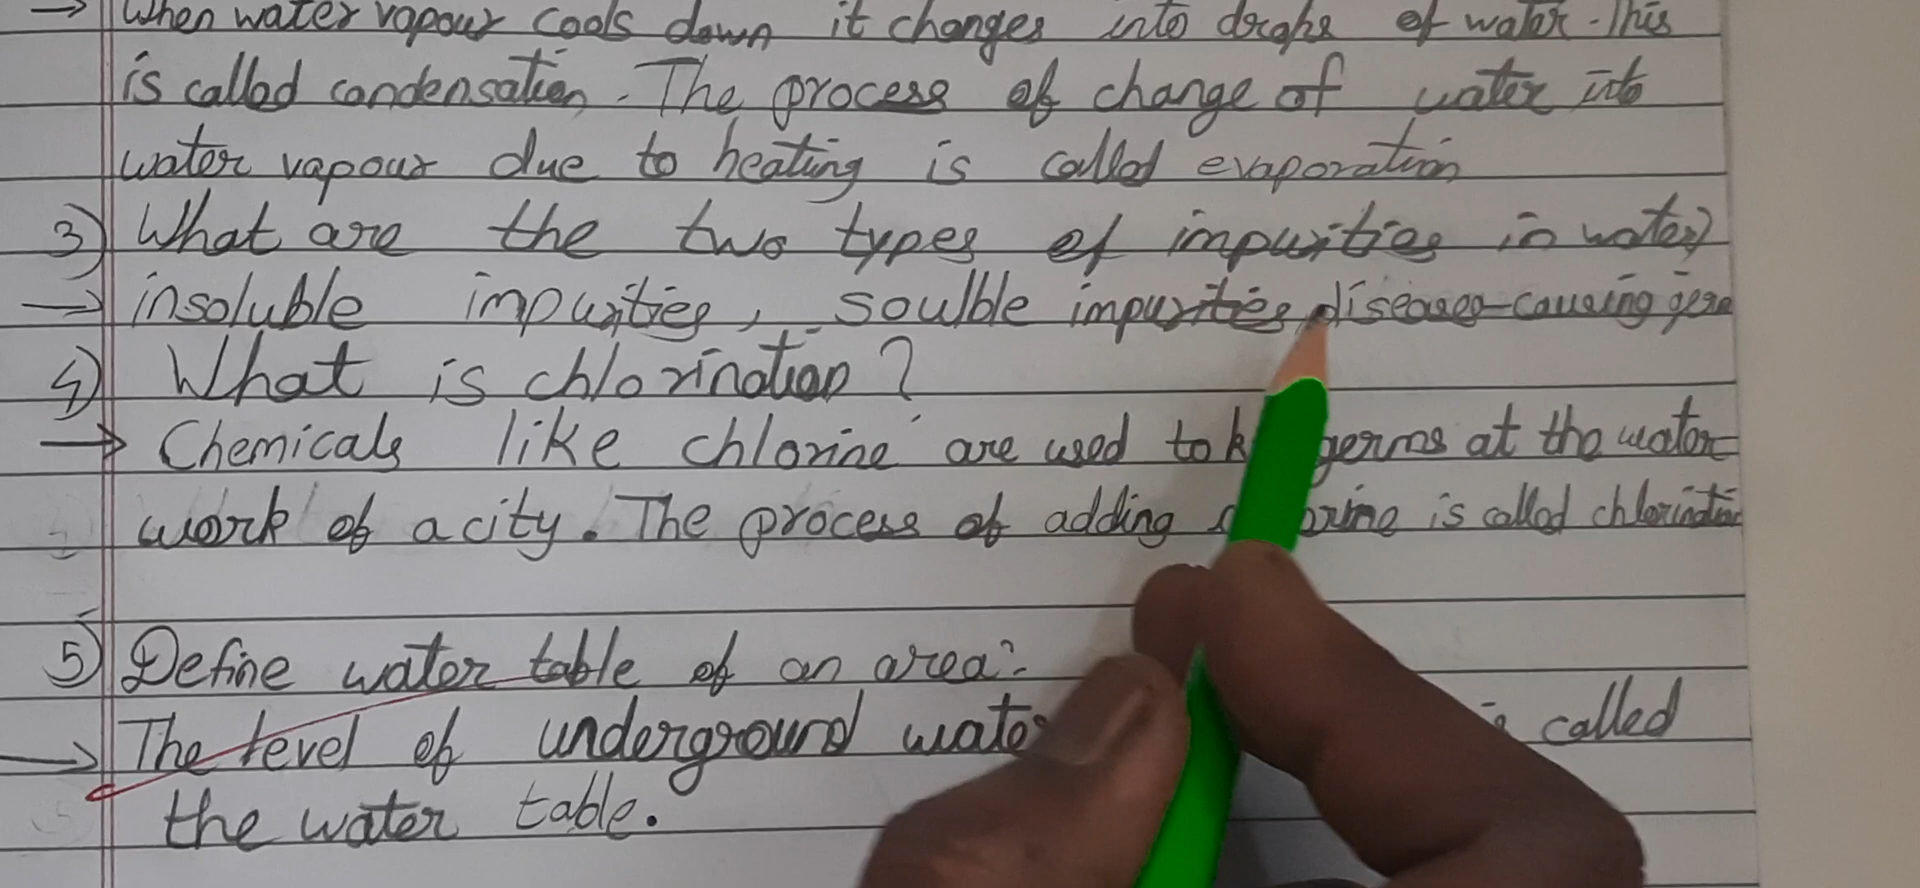 → When water vapour cools down it changes into drops of water. This
is called condensation. The process of change of water into
water vapour due to heating is called evaporation
3) What are the two types of impurities in water?
→ insoluble impurities, soulble impurities, diseases-causing
4) What is chlorination?
→ Chemicals like chlorine are used to germs at the water
work of a city. The process of adding is called chlorination
5) Define water table of an area:
→ The level of underground water called
the water table.